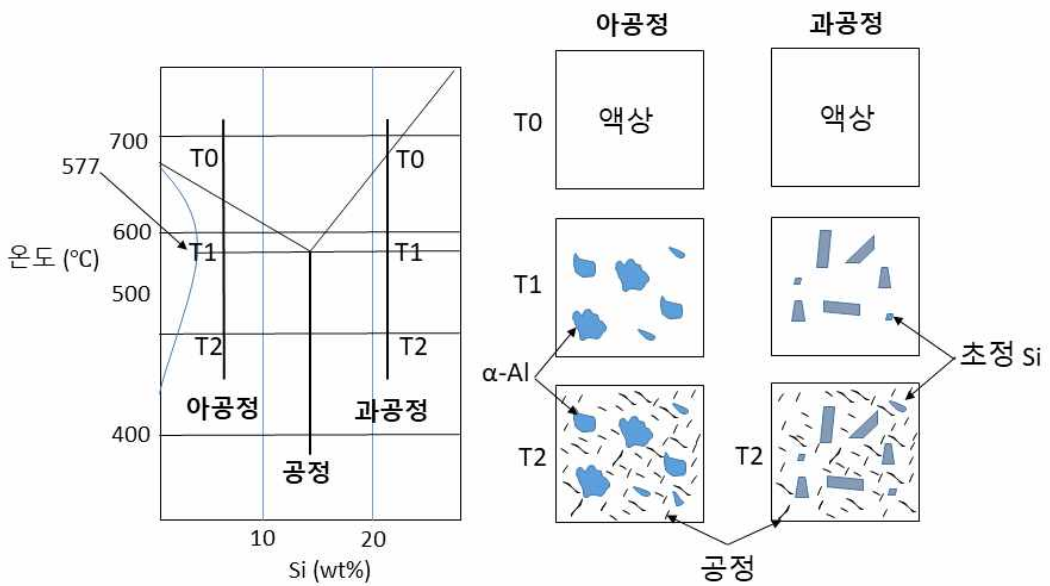 아공정
과공정
T0
액상
액상
700
577
T0
T0
600
온도 (℃)
T1
T1
500
T1
초정 Si
T2
T2
α-Al
아공정
과공정
400
공정
T2
T2
10
20
Si (wt%)
공정